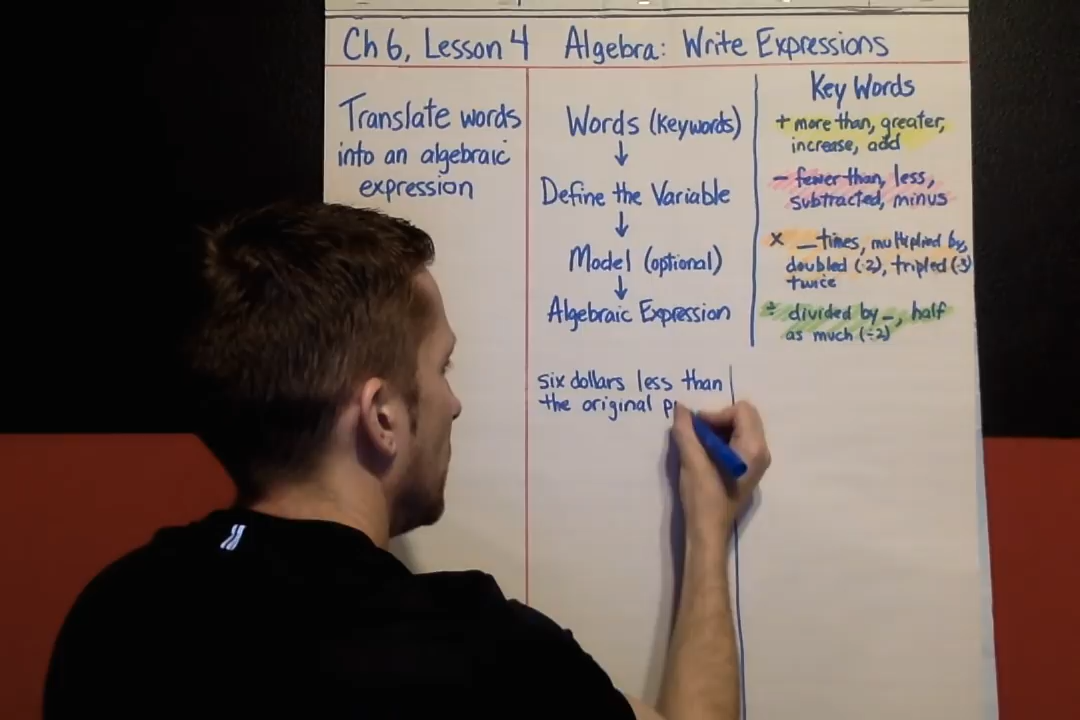 Ch 6, Lesson 4 Algebra: Write Expressions
Translate words
into an algebraic
expression
Words (keywords)
↓
Define the Variable
↓
Model (optional)
↓
Algebraic Expression
Key Words
+ more than, greater,
increase, add
- fewer than, less,
subtracted, minus
x _ times, multiplied by,
doubled (·2), tripled (·3)
twice
÷ divided by _, half
as much (÷2)
six dollars less than
the original p